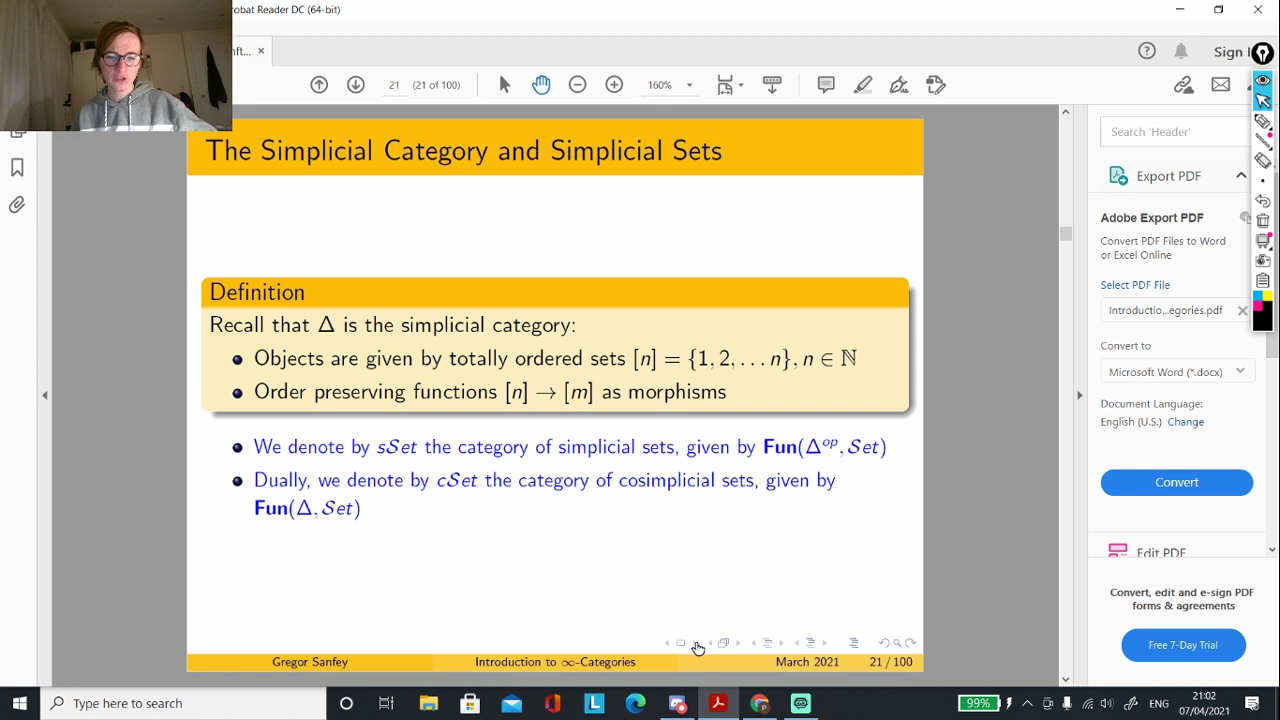 obat Reader DC (64-bit)
nft...
21 (21 of 100)
160%
Sign I
The Simplicial Category and Simplicial Sets
Definition
Recall that Δ is the simplicial category:
Objects are given by totally ordered sets [n] = {1, 2, . . . n}, n ∈ ℕ
Order preserving functions [n] → [m] as morphisms
We denote by sSet the category of simplicial sets, given by Fun(Δ^op, Set)
Dually, we denote by cSet the category of cosimplicial sets, given by
Fun(Δ, Set)
Gregor Sanfey Introduction to ∞-Categories March 2021 21 / 100
Search 'Header'
Export PDF
Adobe Export PDF
Convert PDF Files to Word
or Excel Online
Select PDF File
Introductio...egories.pdf
Convert to
Microsoft Word (*.docx)
Document Language:
English (U.S.) Change
Convert
Edit PDF
Convert, edit and e-sign PDF
forms & agreements
Free 7-Day Trial
Type here to search
99%
ENG
21:02
07/04/2021